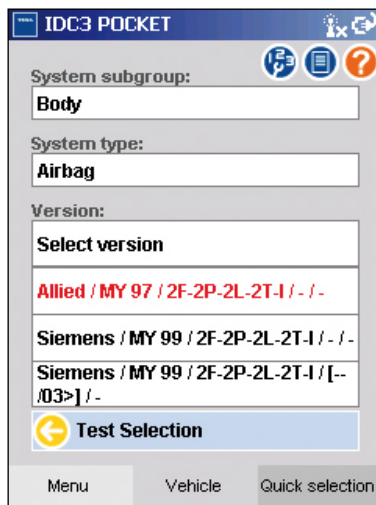 TEXA
IDC3 POCKET
System subgroup:
Body
System type:
Airbag
Version:
Select version
Allied / MY 97 / 2F-2P-2L-2T-I / - / -
Siemens / MY 99 / 2F-2P-2L-2T-I / - / -
Siemens / MY 99 / 2F-2P-2L-2T-I / [--
/03>] / -
Test Selection
Menu Vehicle Quick selection